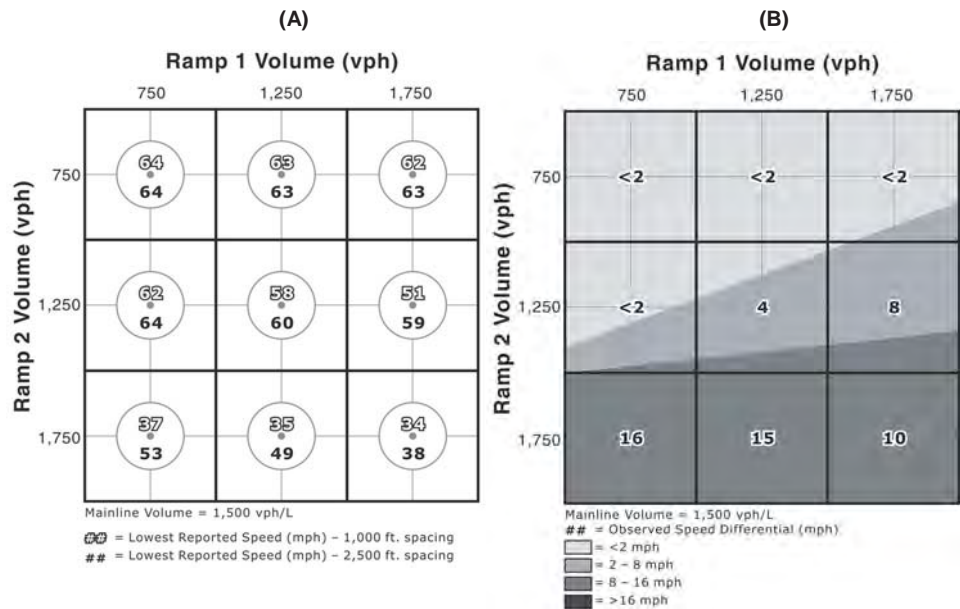 (A)
Ramp 1 Volume (vph)
750 1,250 1,750
Ramp 2 Volume (vph)
750
64 63 62
64 63 63
1,250
62 58 51
64 60 59
1,750
37 35 34
53 49 38
Mainline Volume = 1,500 vph/L
## = Lowest Reported Speed (mph) – 1,000 ft. spacing
## = Lowest Reported Speed (mph) – 2,500 ft. spacing
(B)
Ramp 1 Volume (vph)
750 1,250 1,750
Ramp 2 Volume (vph)
750 <2 <2 <2
1,250 <2 4 8
1,750 16 15 10
Mainline Volume = 1,500 vph/L
## = Observed Speed Differential (mph)
= <2 mph
= 2 – 8 mph
= 8 – 16 mph
= >16 mph